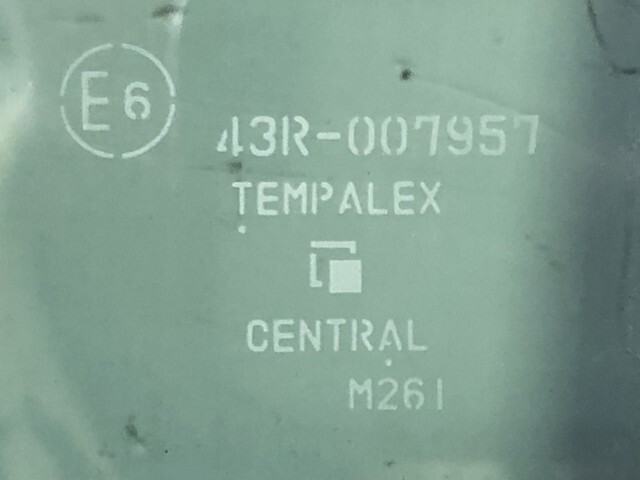 E6
43R-007957
TEMPALEX
CENTRAL
M261